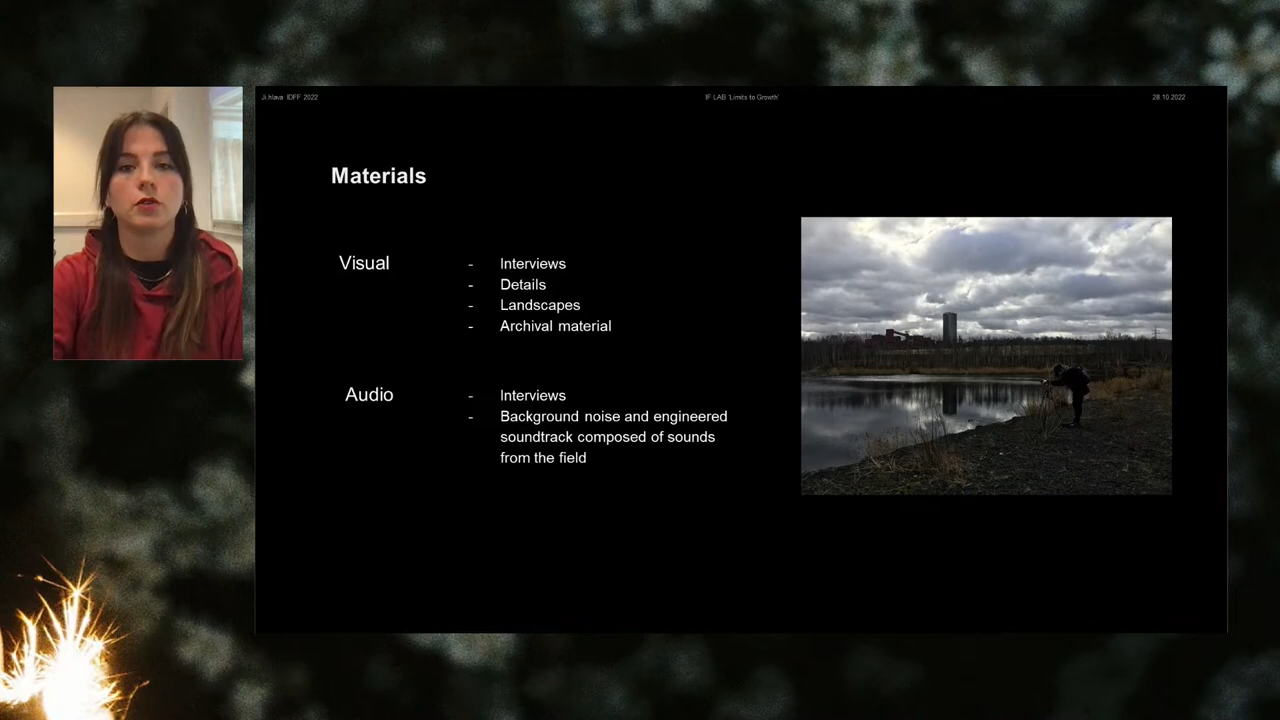 Ji.hlava IDFF 2022
IF LAB 'Limits to Growth'
28.10.2022
Materials
Visual
- Interviews
- Details
- Landscapes
- Archival material
Audio
- Interviews
- Background noise and engineered
soundtrack composed of sounds
from the field